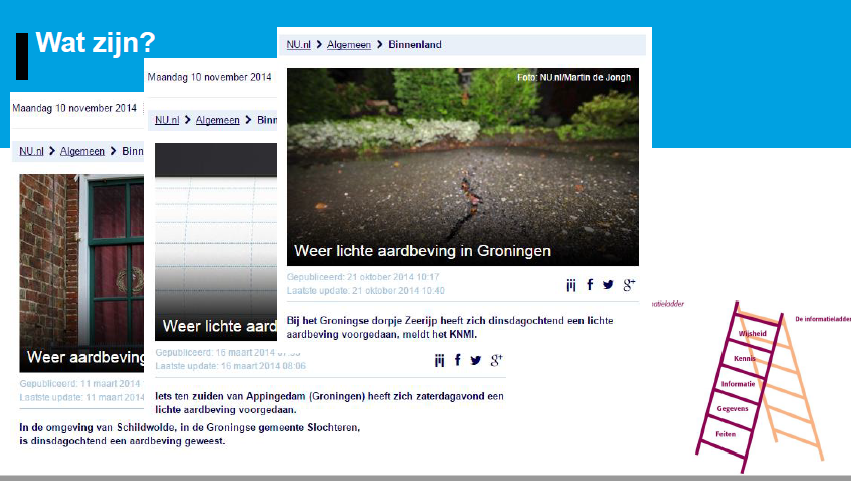 Wat zijn?
Maandag 10 november 2014
NU.nl > Algemeen > Binn
Weer aardbeving
Gepubliceerd: 11 maart 2014
Laatste update: 11 maart 2014
In de omgeving van Schildwolde, in de Groningse gemeente Slochteren,
is dinsdagochtend een aardbeving geweest.
Maandag 10 november 2014
NU.nl > Algemeen > Binn
Weer lichte aard
Gepubliceerd: 16 maart 2014
Laatste update: 16 maart 2014 08:06
Iets ten zuiden van Appingedam (Groningen) heeft zich zaterdagavond een
lichte aardbeving voorgedaan.
NU.nl > Algemeen > Binnenland
Foto: NU.nl/Martin de Jongh
Weer lichte aardbeving in Groningen
Gepubliceerd: 21 oktober 2014 10:17
Laatste update: 21 oktober 2014 10:40
Bij het Groningse dorpje Zeerijp heeft zich dinsdagochtend een lichte
aardbeving voorgedaan, meldt het KNMI.
natieladder
De informatieladder
Wijsheid
Kennis
Informatie
Gegevens
Feiten